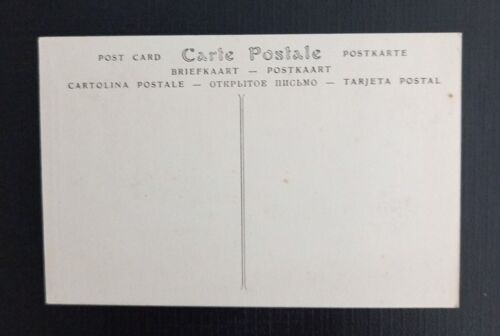 POST CARD Carte Postale POSTKARTE
BRIEFKAART — POSTKAART
CARTOLINA POSTALE — ОТКРЫТОЕ ПИСЬМО — TARJETA POSTAL